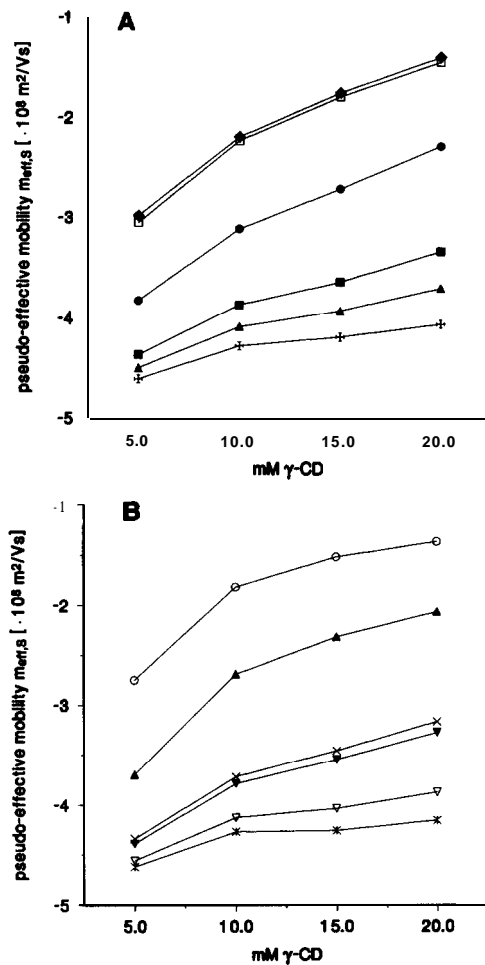 A
-1
-2
-3
-4
-5
pseudo-effective mobility meff,S [ · 10⁸ m²/Vs]
5.0 10.0 15.0 20.0
mM γ-CD
B
-1
-2
-3
-4
-5
pseudo-effective mobility meff,S [ · 10⁸ m²/Vs]
5.0 10.0 15.0 20.0
mM γ-CD